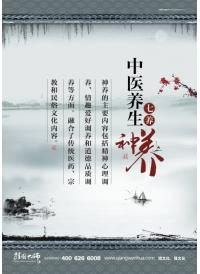 中医养生
七养
神养
神养的主要内容包括精神心理调
养、情趣爱好调养和道德品质调
养等方面，融合了传统医药、宗
教和民俗文化内容。
400 626 6008
www.qiangwenhua.com